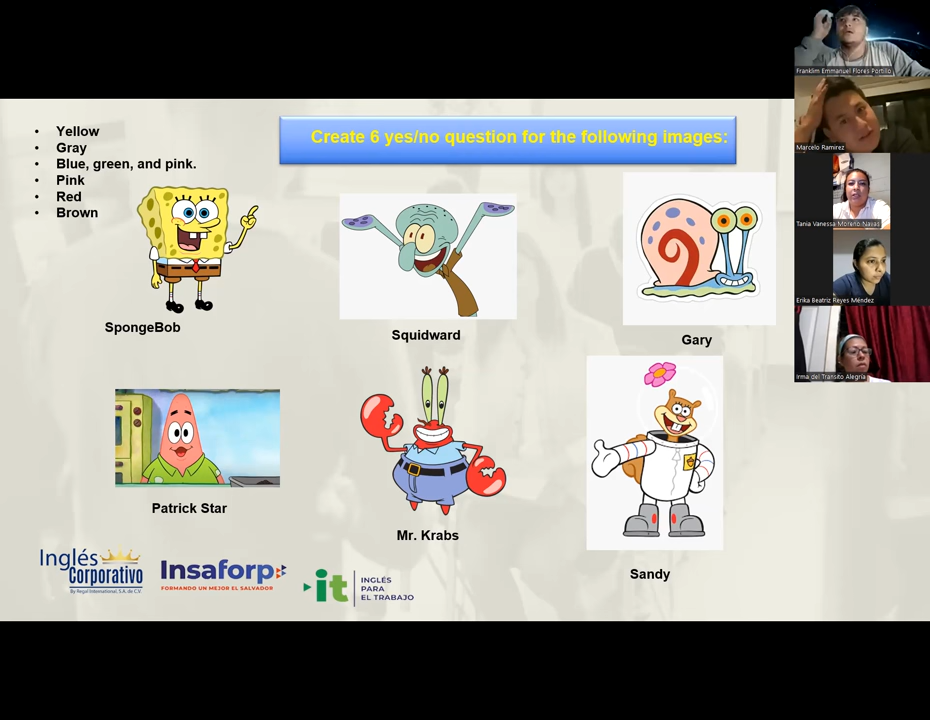 Create 6 yes/no question for the following images:
• Yellow
• Gray
• Blue, green, and pink.
• Pink
• Red
• Brown
SpongeBob
Squidward
Gary
Patrick Star
Mr. Krabs
Sandy
Inglés
Corporativo
By Regal International, S.A. de C.V.
Insaforp
FORMANDO UN MEJOR EL SALVADOR
it
INGLÉS
PARA
EL TRABAJO
Franklim Emmanuel Flores Portillo
Marcelo Ramirez
Tania Vanessa Moreno Navas
Erika Beatriz Reyes Méndez
Irma del Transito Alegría